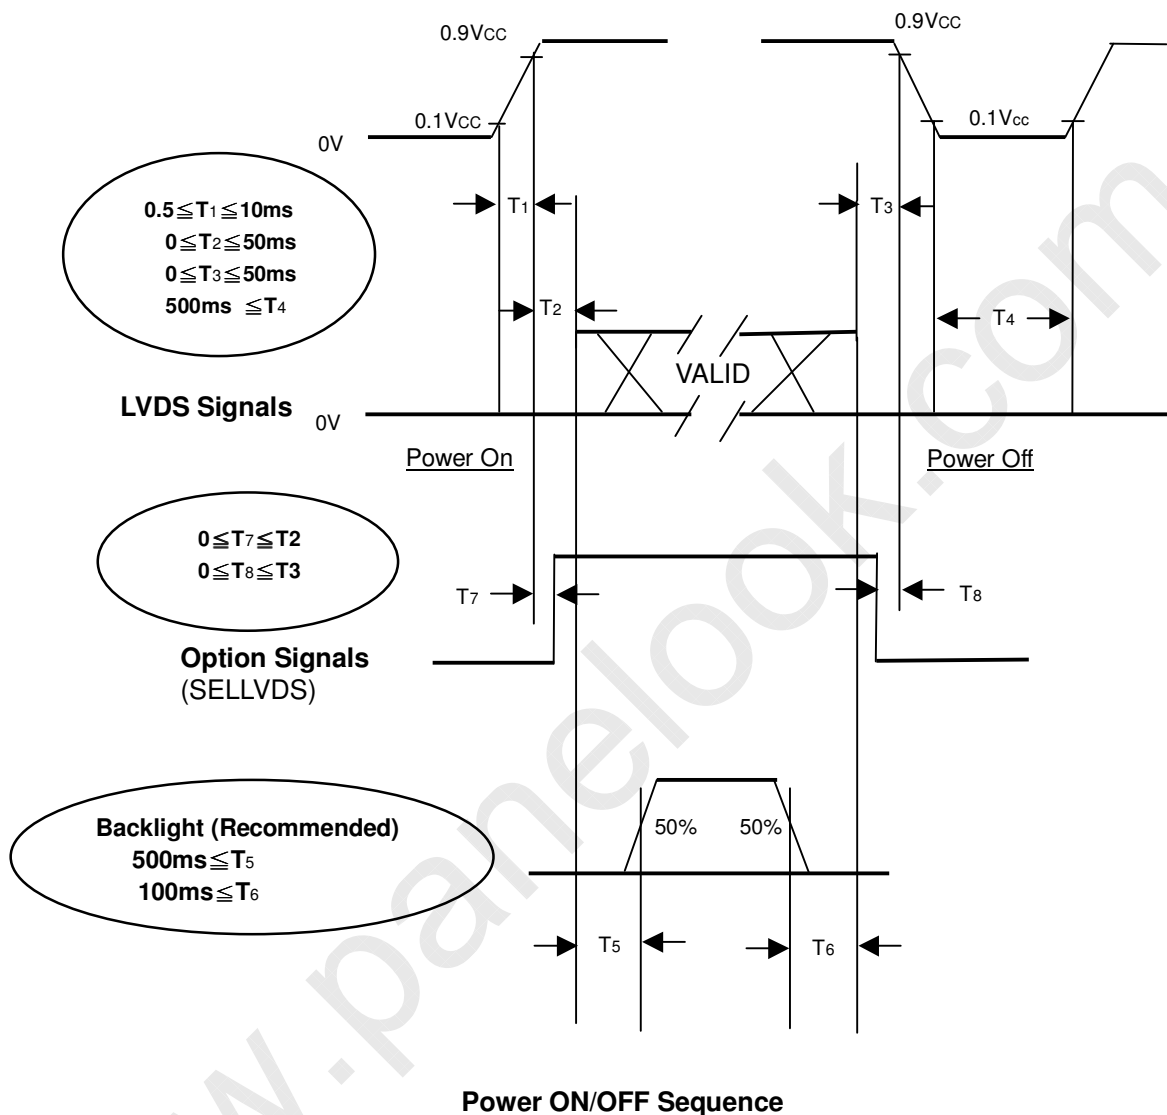 0.9Vcc
0.9Vcc
0.1Vcc
0.1Vcc
0V
0.5≦T1≦10ms
0≦T2≦50ms
0≦T3≦50ms
500ms ≦T4
T1
T3
T2
T4
VALID
LVDS Signals
0V
Power On
Power Off
0≦T7≦T2
0≦T8≦T3
T7
T8
Option Signals
(SELLVDS)
Backlight (Recommended)
500ms≦T5
100ms≦T6
50%
50%
T5
T6
Power ON/OFF Sequence
w.panelook.com